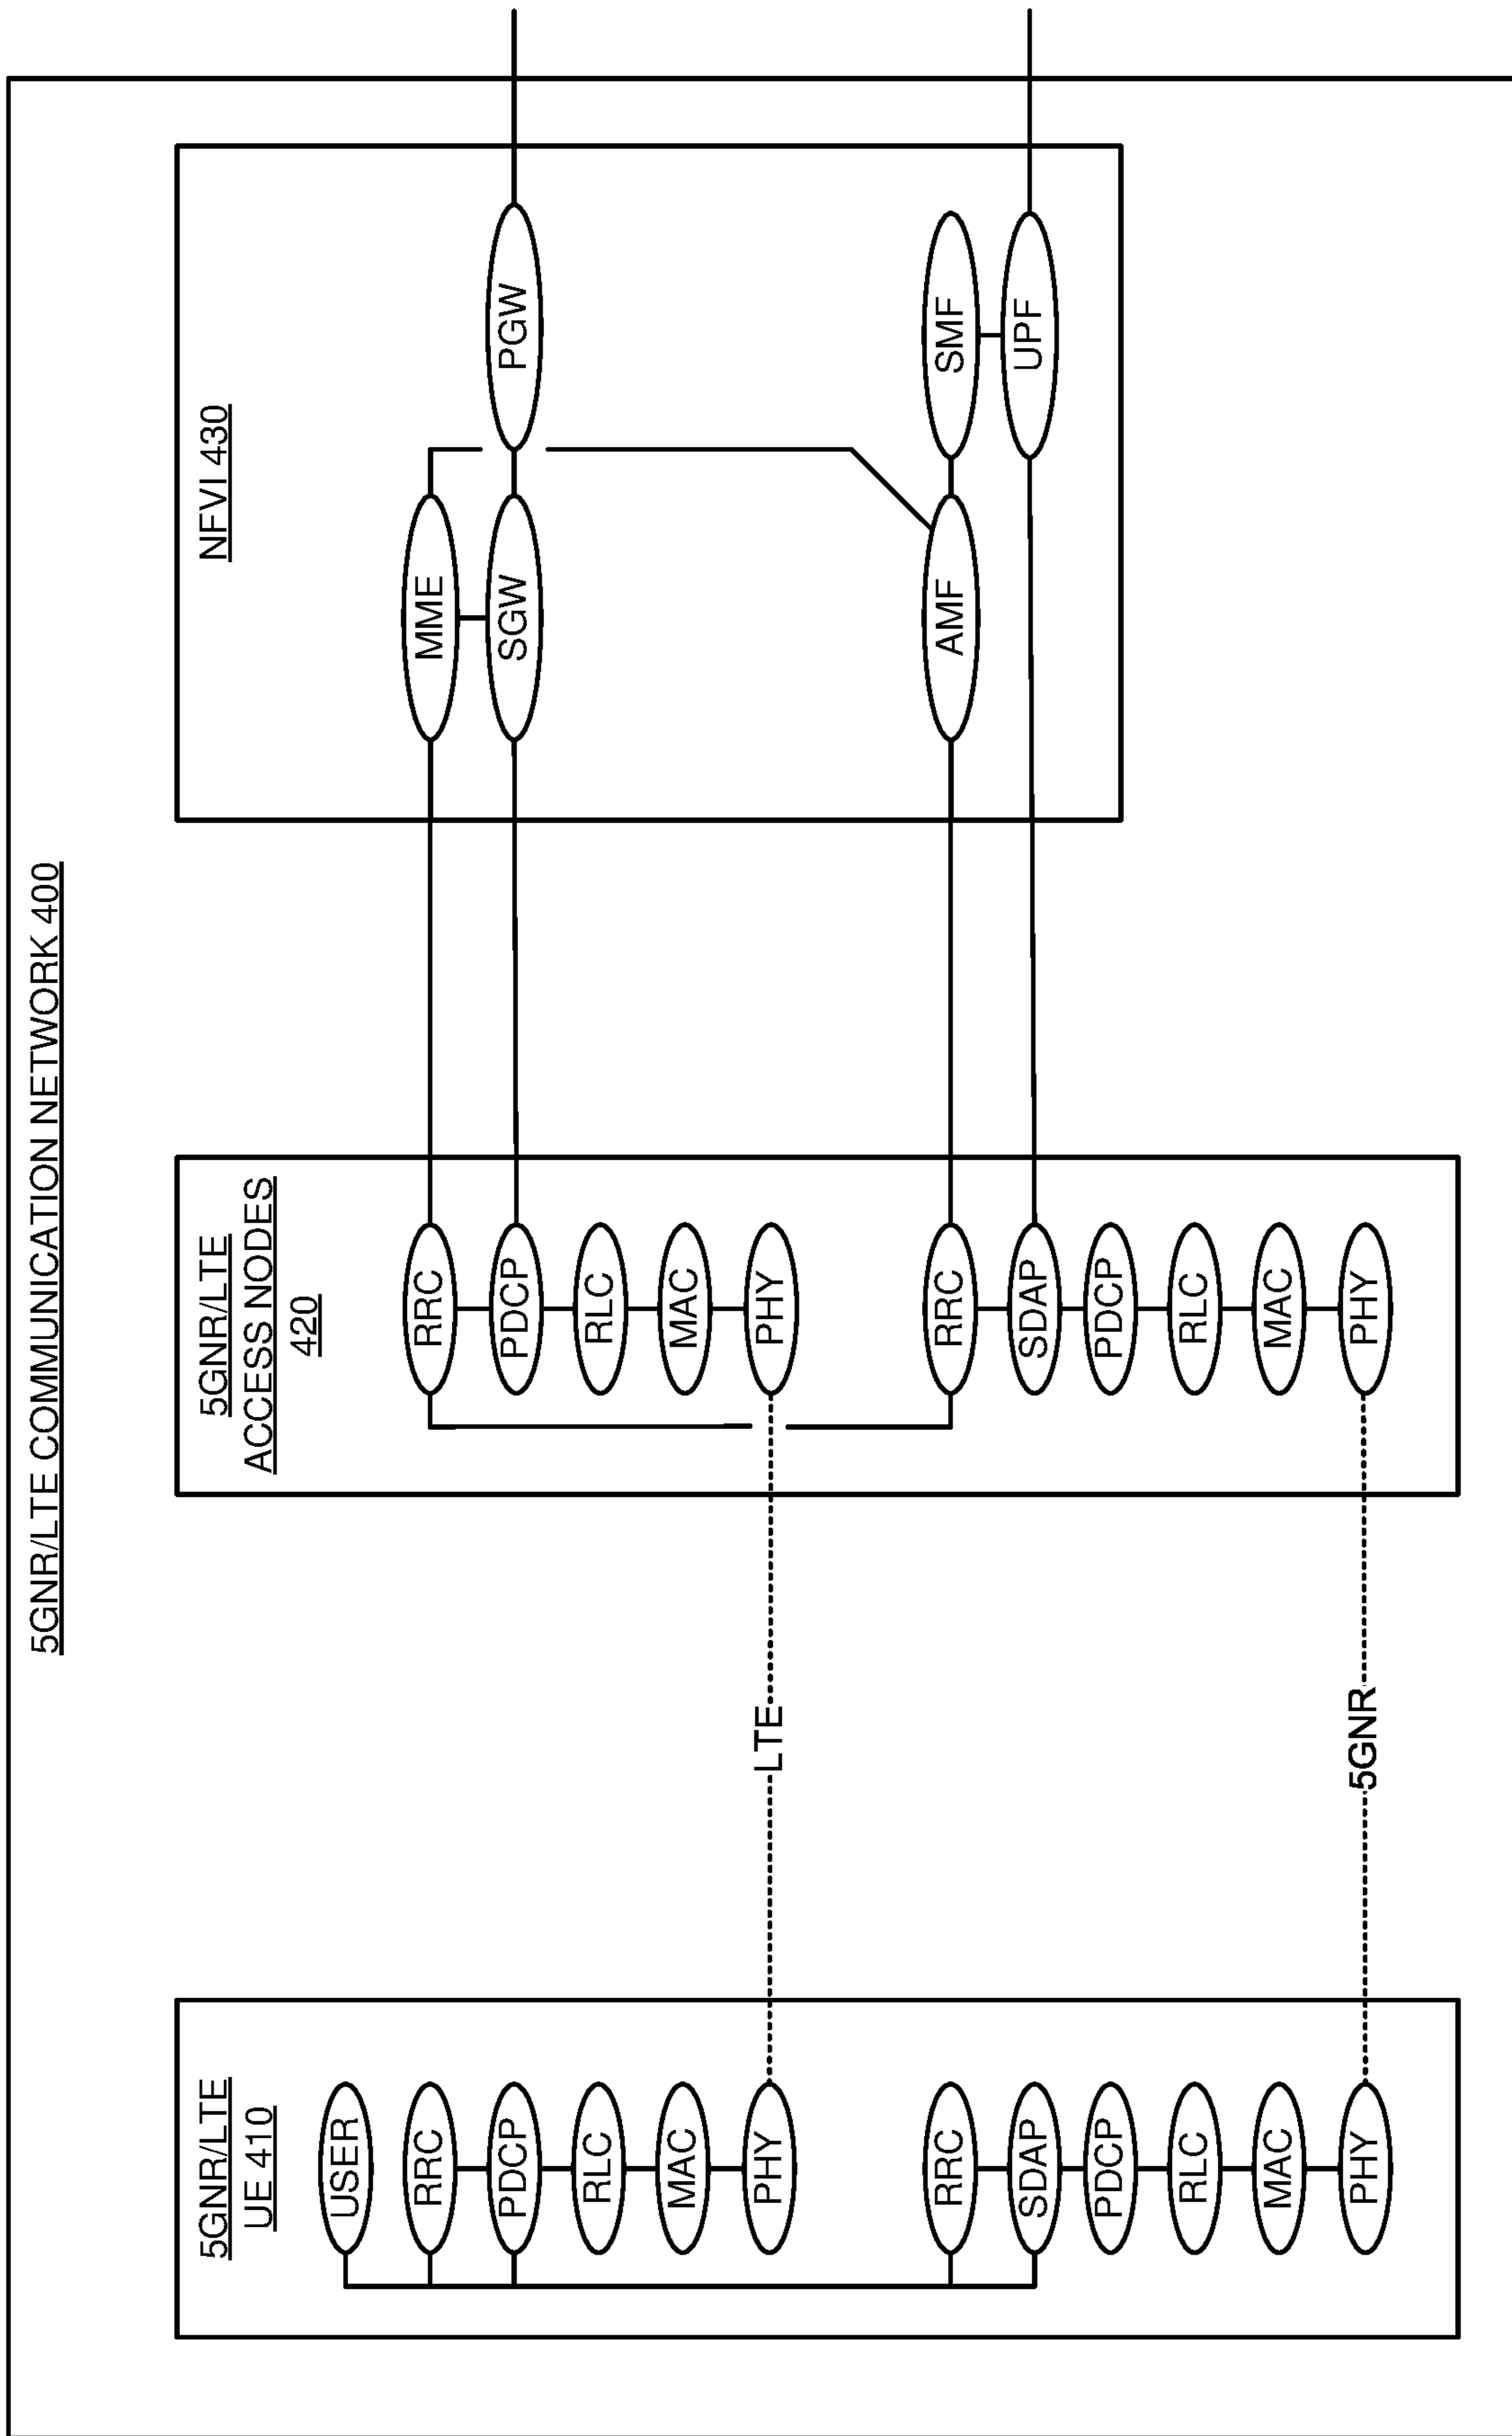 5GNR/LTE COMMUNICATION NETWORK 400
5GNR/LTE
UE 410
USER
RRC
PDCP
RLC
MAC
PHY
RRC
SDAP
PDCP
RLC
MAC
PHY
LTE
5GNR
5GNR/LTE
ACCESS NODES
420
RRC
PDCP
RLC
MAC
PHY
RRC
SDAP
PDCP
RLC
MAC
PHY
NFVI 430
MME
SGW
PGW
AMF
SMF
UPF